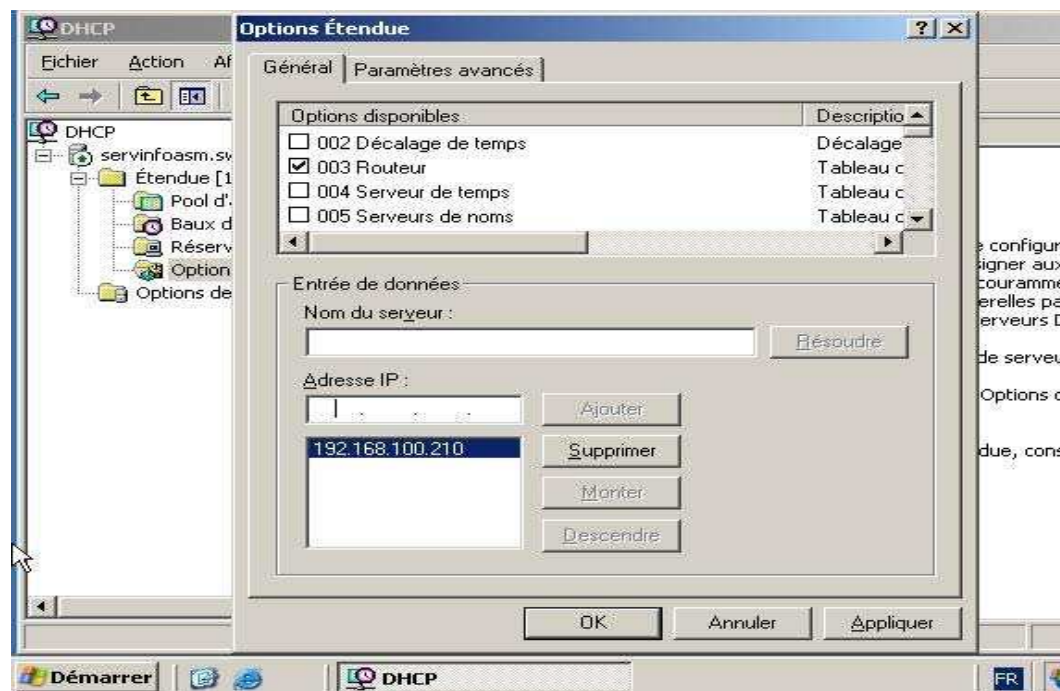 DHCP
Fichier Action Af
DHCP
servinfoasm.sw
Étendue [1
Pool d'
Baux d
Réserv
Option
Options de
Options Étendue
Général
Paramètres avancés
Options disponibles
Descriptio
002 Décalage de temps
Décalage
003 Routeur
Tableau c
004 Serveur de temps
Tableau c
005 Serveurs de noms
Tableau c
Entrée de données
Nom du serveur :
Résoudre
Adresse IP :
Ajouter
192.168.100.210
Supprimer
Monter
Descendre
OK
Annuler
Appliquer
configur
igner aux
couramme
erelles pa
erveurs D
de serveu
Options d
due, cons
Démarrer
DHCP
FR